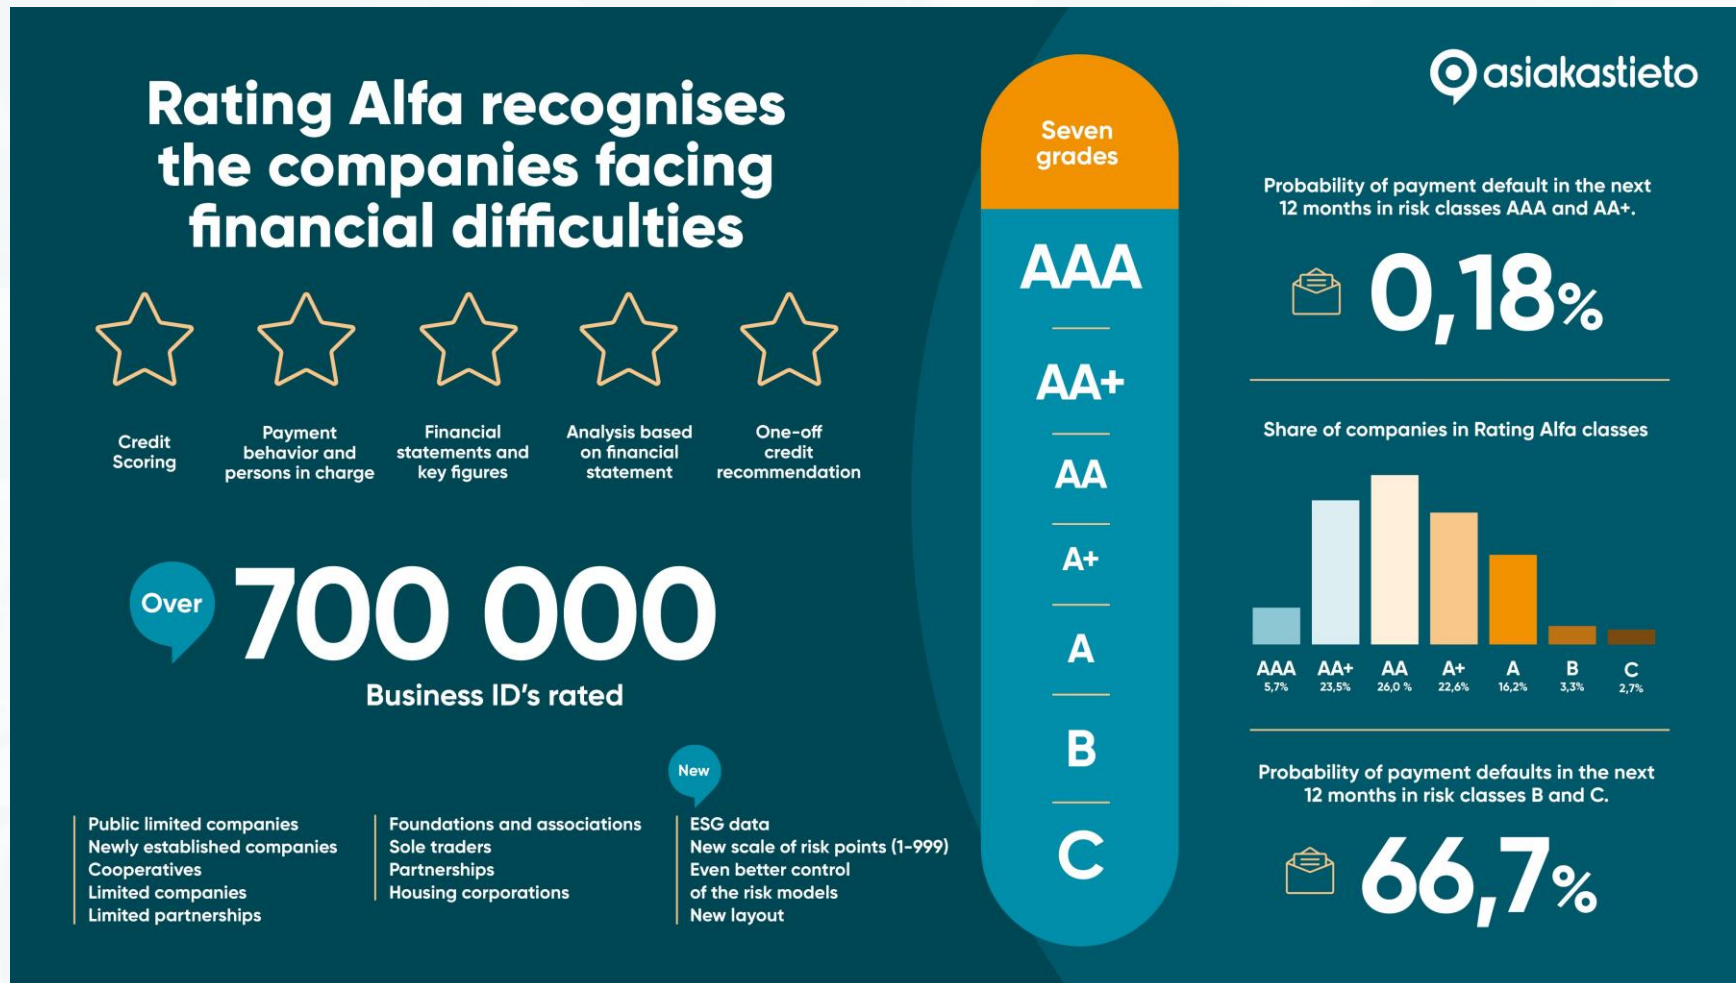 Rating Alfa recognises
the companies facing
financial difficulties
Credit
Scoring
Payment
behavior and
persons in charge
Financial
statements and
key figures
Analysis based
on financial
statement
One-off
credit
recommendation
Over
700 000
Business ID's rated
Public limited companies
Newly established companies
Cooperatives
Limited companies
Limited partnerships
Foundations and associations
Sole traders
Partnerships
Housing corporations
New
ESG data
New scale of risk points (1-999)
Even better control
of the risk models
New layout
Seven
grades
AAA
AA+
AA
A+
A
B
C
asiakastieto
Probability of payment default in the next
12 months in risk classes AAA and AA+.
0,18%
Share of companies in Rating Alfa classes
AAA AA+ AA A+ A B C
5,7% 23,5% 26,0 % 22,6% 16,2% 3,3% 2,7%
Probability of payment defaults in the next
12 months in risk classes B and C.
66,7%